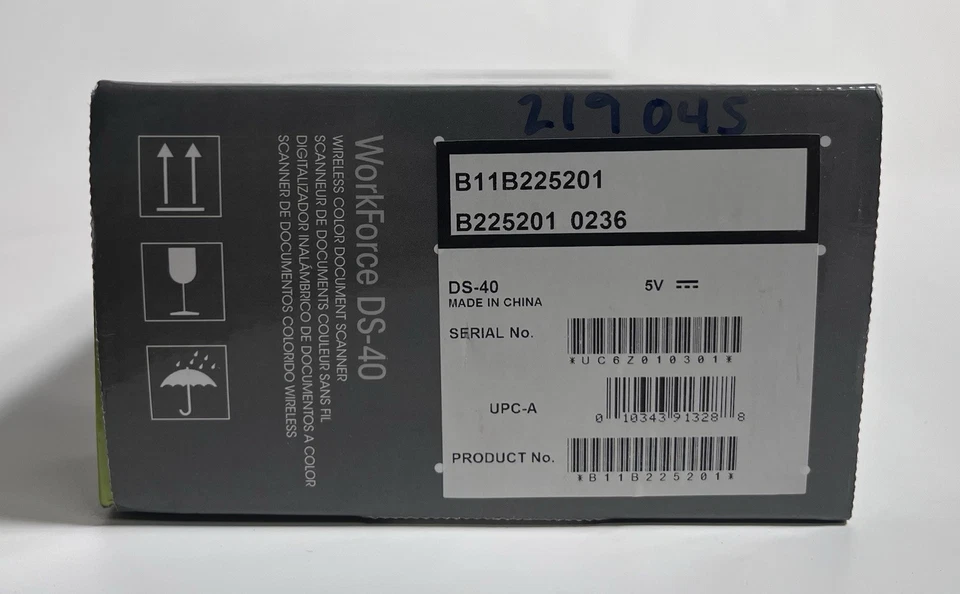 219045
WorkForce DS-40
WIRELESS COLOR DOCUMENT SCANNER
SCANNEUR DE DOCUMENTS COULEUR SANS FIL
DIGITALIZADOR INALÁMBRICO DE DOCUMENTOS A COLOR
SCANNER DE DOCUMENTOS COLORIDO WIRELESS
B11B225201
B225201 0236
DS-40 5V
MADE IN CHINA
SERIAL No.
*UC6Z010301*
UPC-A
0 10343 91328 8
PRODUCT No.
*B11B225201*